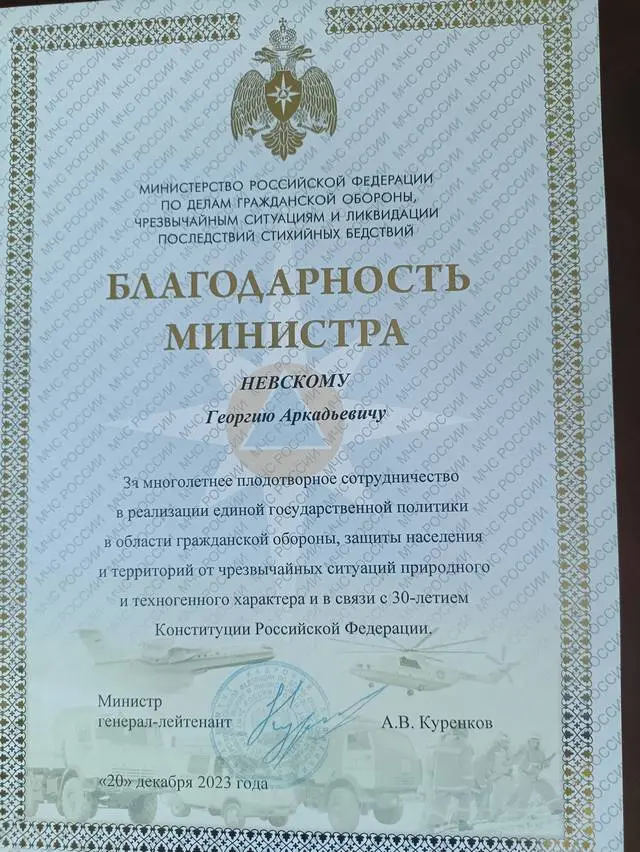 МИНИСТЕРСТВО РОССИЙСКОЙ ФЕДЕРАЦИИ
ПО ДЕЛАМ ГРАЖДАНСКОЙ ОБОРОНЫ,
ЧРЕЗВЫЧАЙНЫМ СИТУАЦИЯМ И ЛИКВИДАЦИИ
ПОСЛЕДСТВИЙ СТИХИЙНЫХ БЕДСТВИЙ
БЛАГОДАРНОСТЬ
МИНИСТРА
НЕВСКОМУ
Георгию Аркадьевичу
За многолетнее плодотворное сотрудничество
в реализации единой государственной политики
в области гражданской обороны, защиты населения
и территорий от чрезвычайных ситуаций природного
и техногенного характера и в связи с 30-летием
Конституции Российской Федерации.
Министр
генерал-лейтенант
А.В. Куренков
«20» декабря 2023 года
МЧС РОССИИ